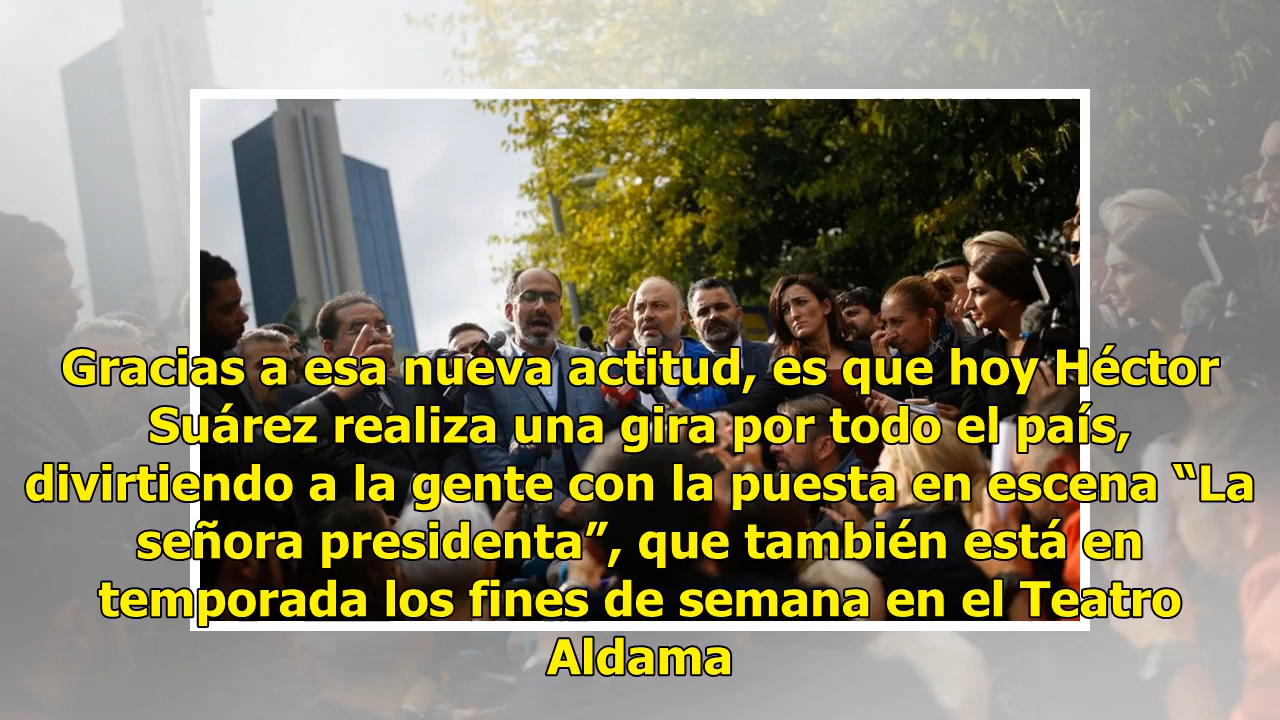 Gracias a esa nueva actitud, es que hoy Héctor
Suárez realiza una gira por todo el país,
divirtiendo a la gente con la puesta en escena “La
señora presidenta”, que también está en
temporada los fines de semana en el Teatro
Aldama